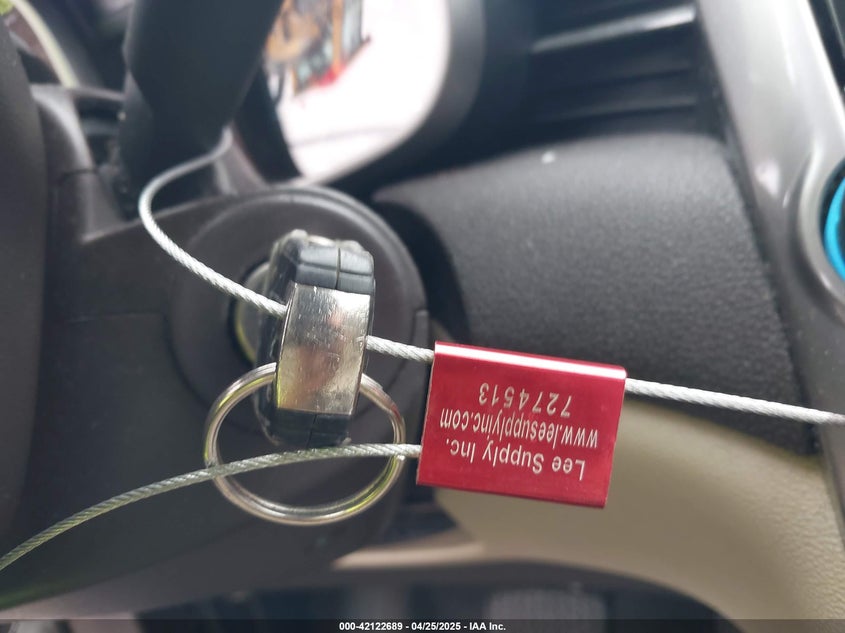 Lee Supply Inc.
www.leesupplyinc.com
7274513
000-42122689 - 04/25/2025 - IAA Inc.